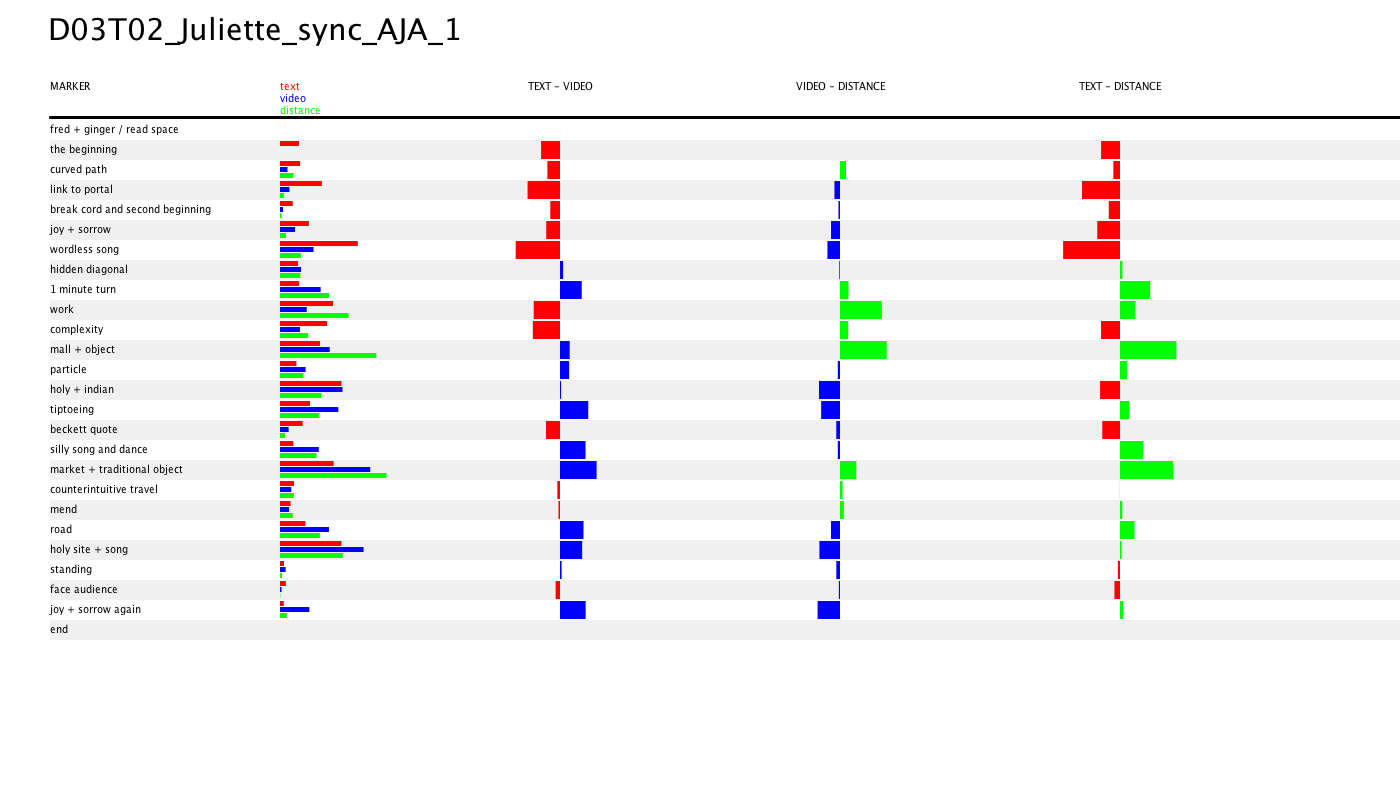 D03T02_Juliette_sync_AJA_1
MARKER text TEXT - VIDEO VIDEO - DISTANCE TEXT - DISTANCE
video
distance
fred + ginger / read space
the beginning
curved path
link to portal
break cord and second beginning
joy + sorrow
wordless song
hidden diagonal
1 minute turn
work
complexity
mall + object
particle
holy + indian
tiptoeing
beckett quote
silly song and dance
market + traditional object
counterintuitive travel
mend
road
holy site + song
standing
face audience
joy + sorrow again
end